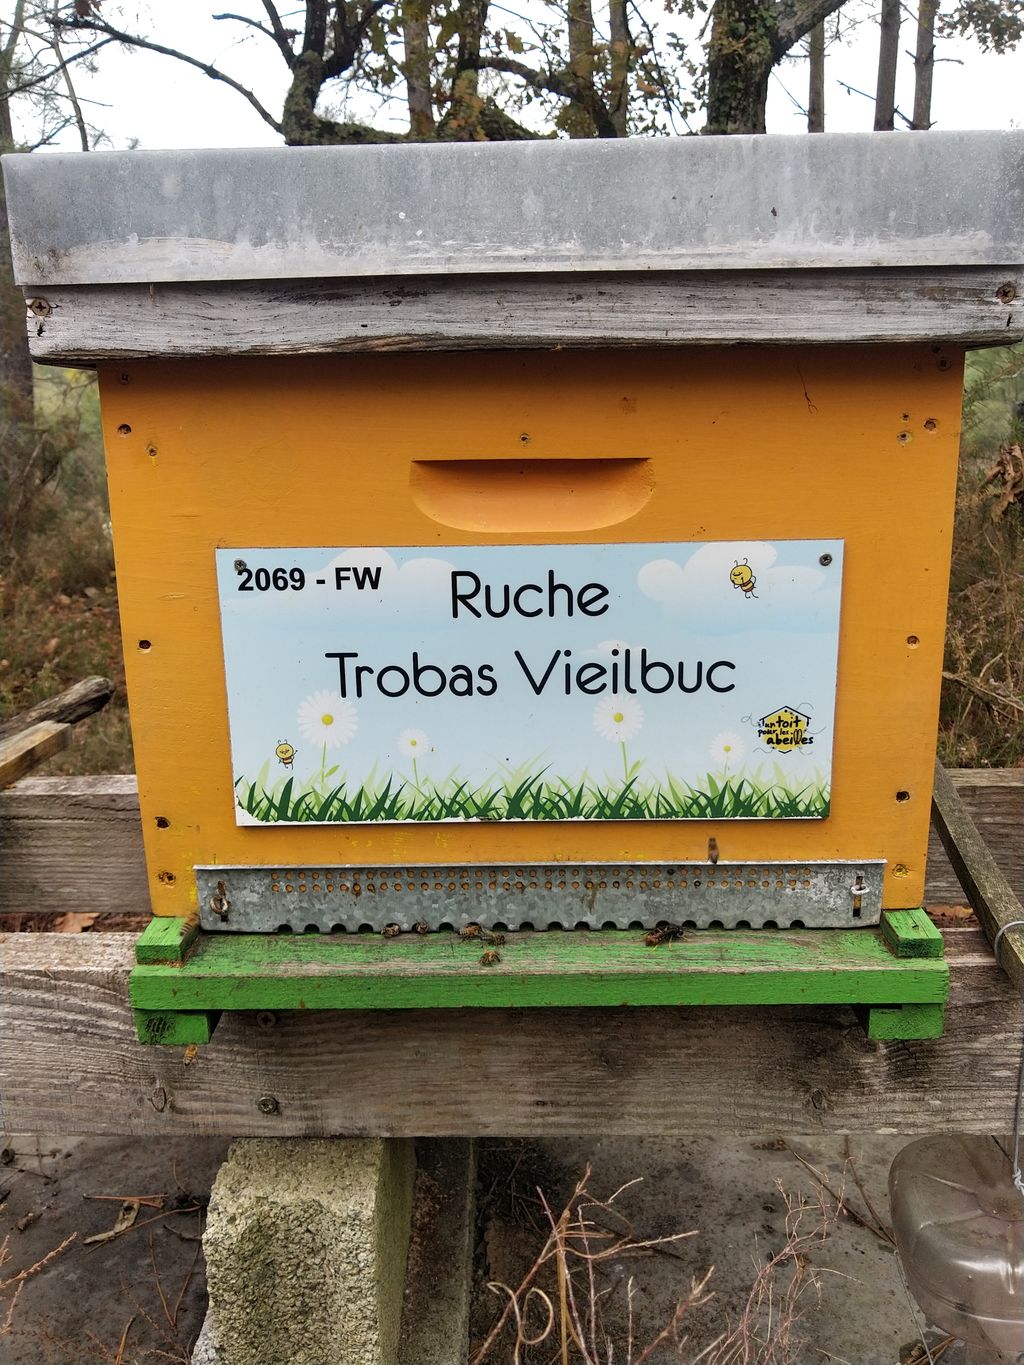 2069 - FW
Ruche
Trobas Vieilbuc
un toit
pour les
abeilles